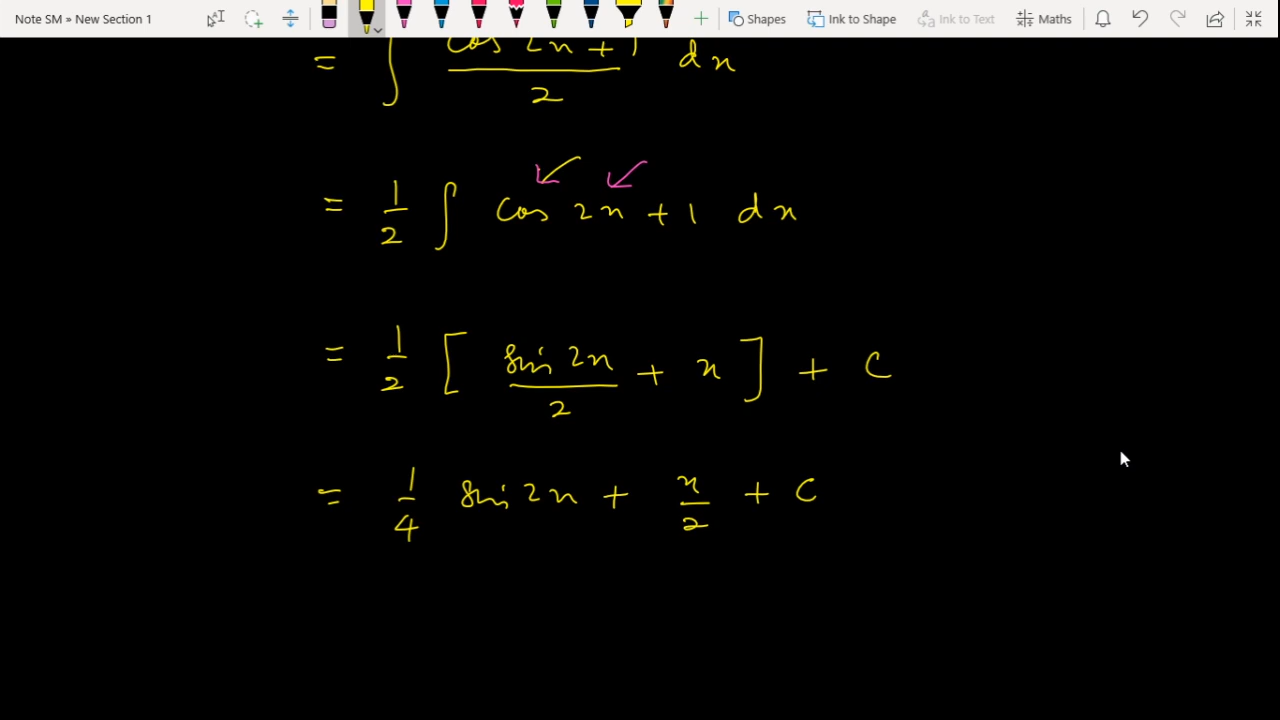 Note SM » New Section 1 Shapes Ink to Shape Ink to Text Maths
= ∫ cos 2x + 1 / 2 dx
= 1/2 ∫ cos 2x + 1 dx
= 1/2 [ sin 2x / 2 + x ] + C
= 1/4 sin 2x + x/2 + C